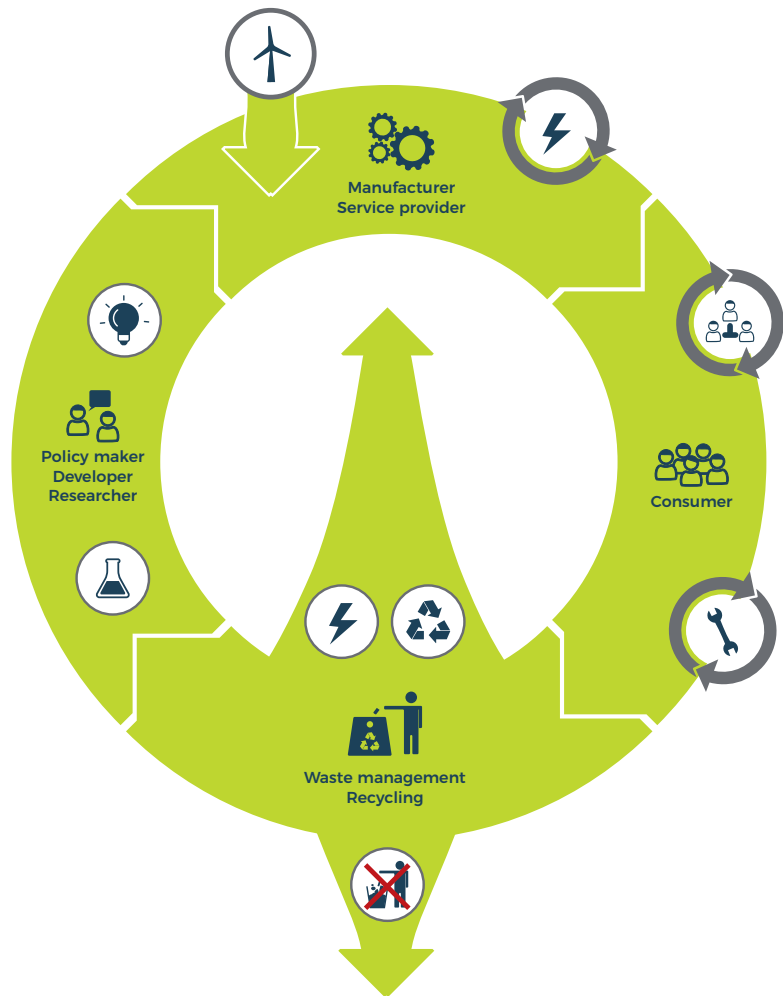 Manufacturer
Service provider
Policy maker
Developer
Researcher
Consumer
Waste management
Recycling